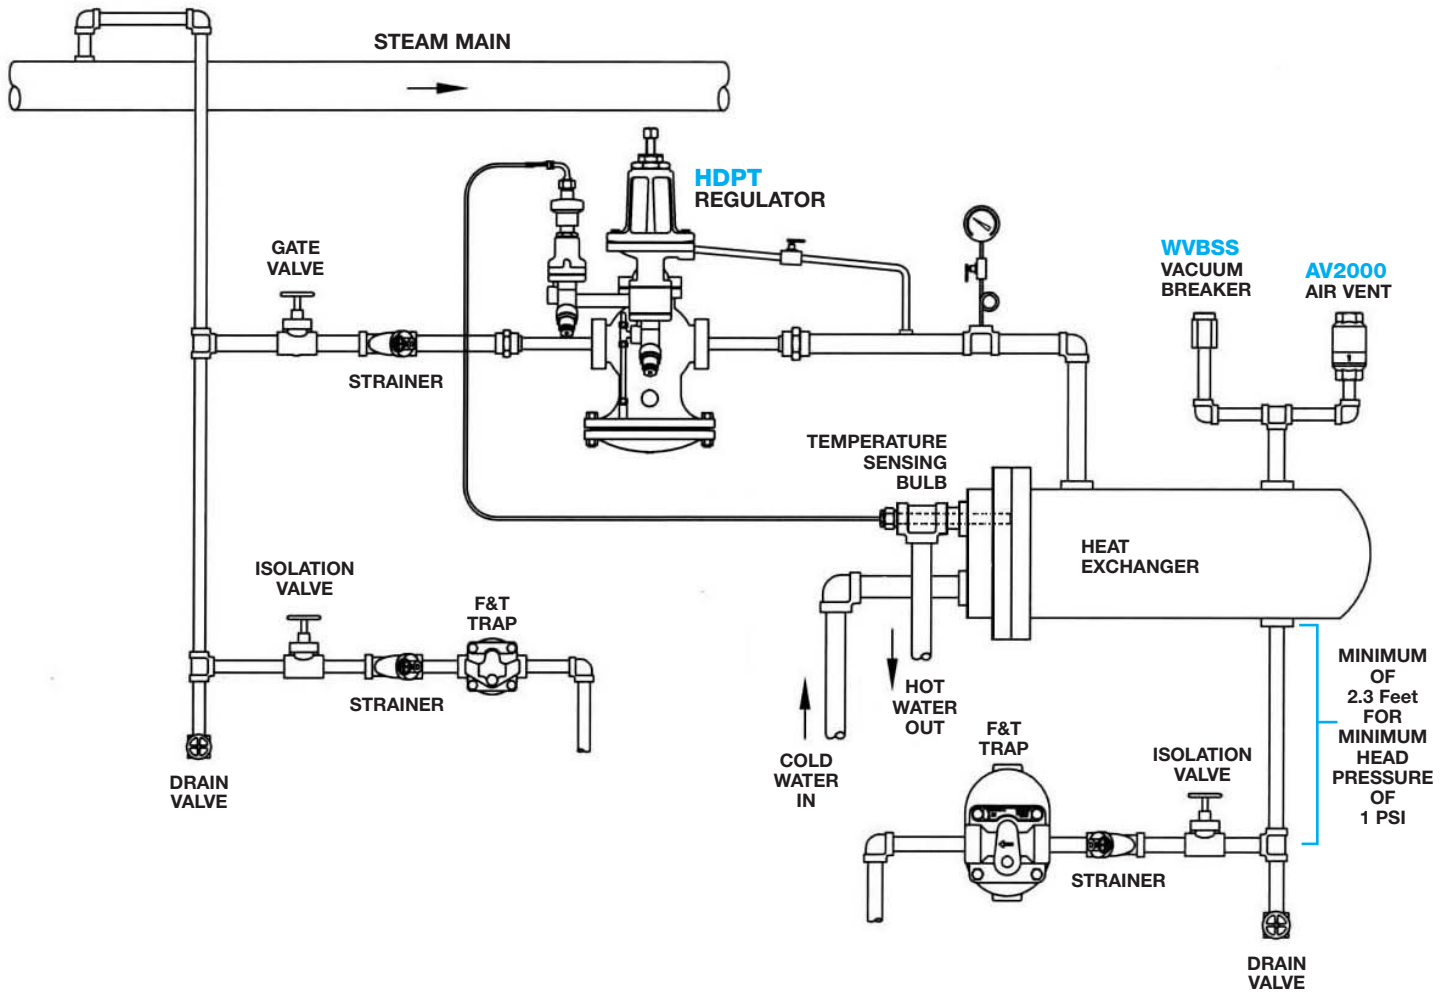 STEAM MAIN
HDPT
REGULATOR
GATE
VALVE
STRAINER
WVBSS
VACUUM
BREAKER
AV2000
AIR VENT
1
TEMPERATURE
SENSING
BULB
HEAT
EXCHANGER
ISOLATION
VALVE
F&T
TRAP
STRAINER
DRAIN
VALVE
HOT
WATER
OUT
COLD
WATER
IN
F&T
TRAP
ISOLATION
VALVE
STRAINER
MINIMUM
OF
2.3 Feet
FOR
MINIMUM
HEAD
PRESSURE
OF
1 PSI
DRAIN
VALVE